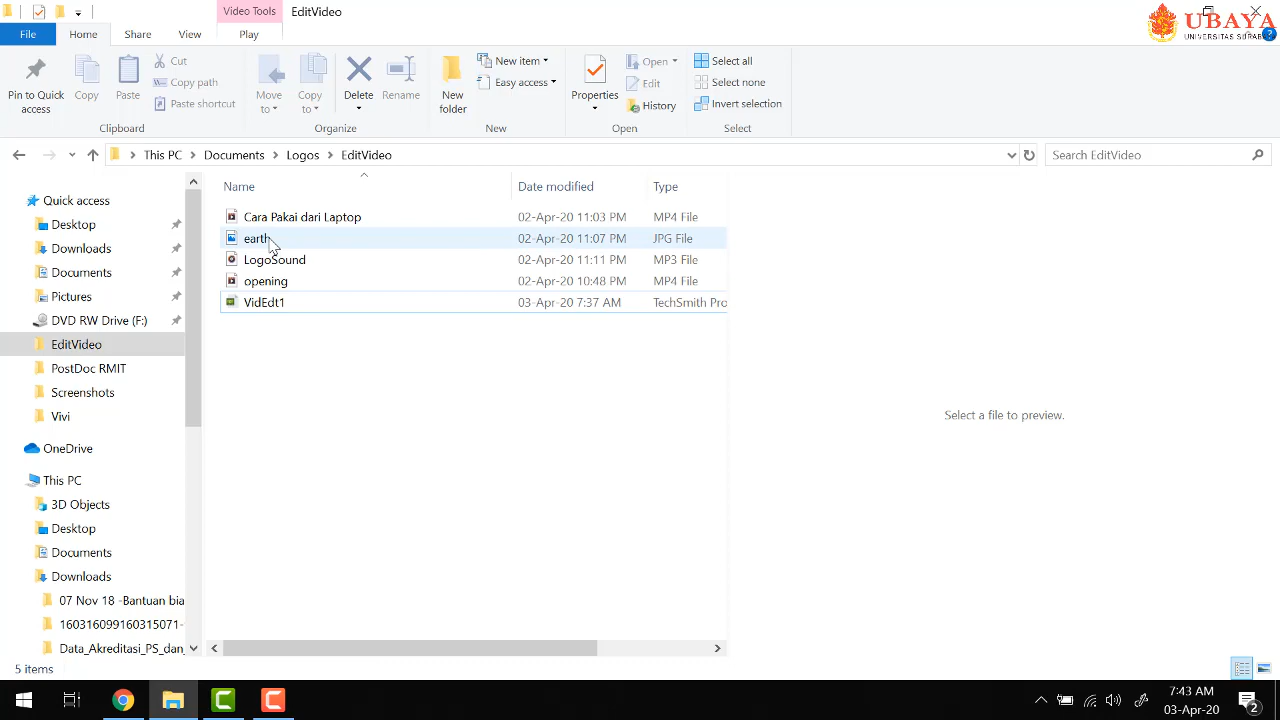 Video Tools EditVideo
UBAYA
UNIVERSITAS SURABAYA
File Home Share View Play
Pin to Quick access
Copy
Paste
Cut
Copy path
Paste shortcut
Clipboard
Move to
Copy to
Delete
Rename
Organize
New folder
New item
Easy access
New
Properties
Open
Edit
History
Open
Select all
Select none
Invert selection
Select
This PC > Documents > Logos > EditVideo
Search EditVideo
Quick access
Desktop
Downloads
Documents
Pictures
DVD RW Drive (F:)
EditVideo
PostDoc RMIT
Screenshots
Vivi
OneDrive
This PC
3D Objects
Desktop
Documents
Downloads
07 Nov 18 -Bantuan bia
160316099160315071-
Data_Akreditasi_PS_dan_
Name Date modified Type
Cara Pakai dari Laptop 02-Apr-20 11:03 PM MP4 File
earth 02-Apr-20 11:07 PM JPG File
LogoSound 02-Apr-20 11:11 PM MP3 File
opening 02-Apr-20 10:48 PM MP4 File
VidEdt1 03-Apr-20 7:37 AM TechSmith Pro
Select a file to preview.
5 items
7:43 AM
03-Apr-20
2